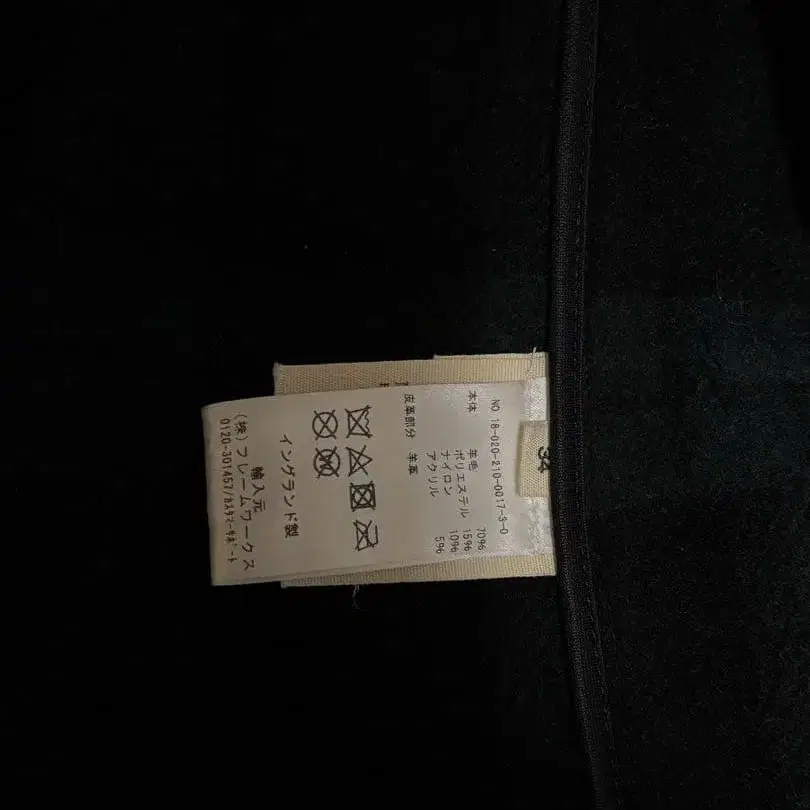 34
NO 18-020-210-0017-3-0
本体 羊毛 70%
ポリエステル 15%
ナイロン 10%
アクリル 5%
皮革部分 羊革
イングランド製
輸入元
(株)フレームワークス
0120-301457/カスタマーサポート